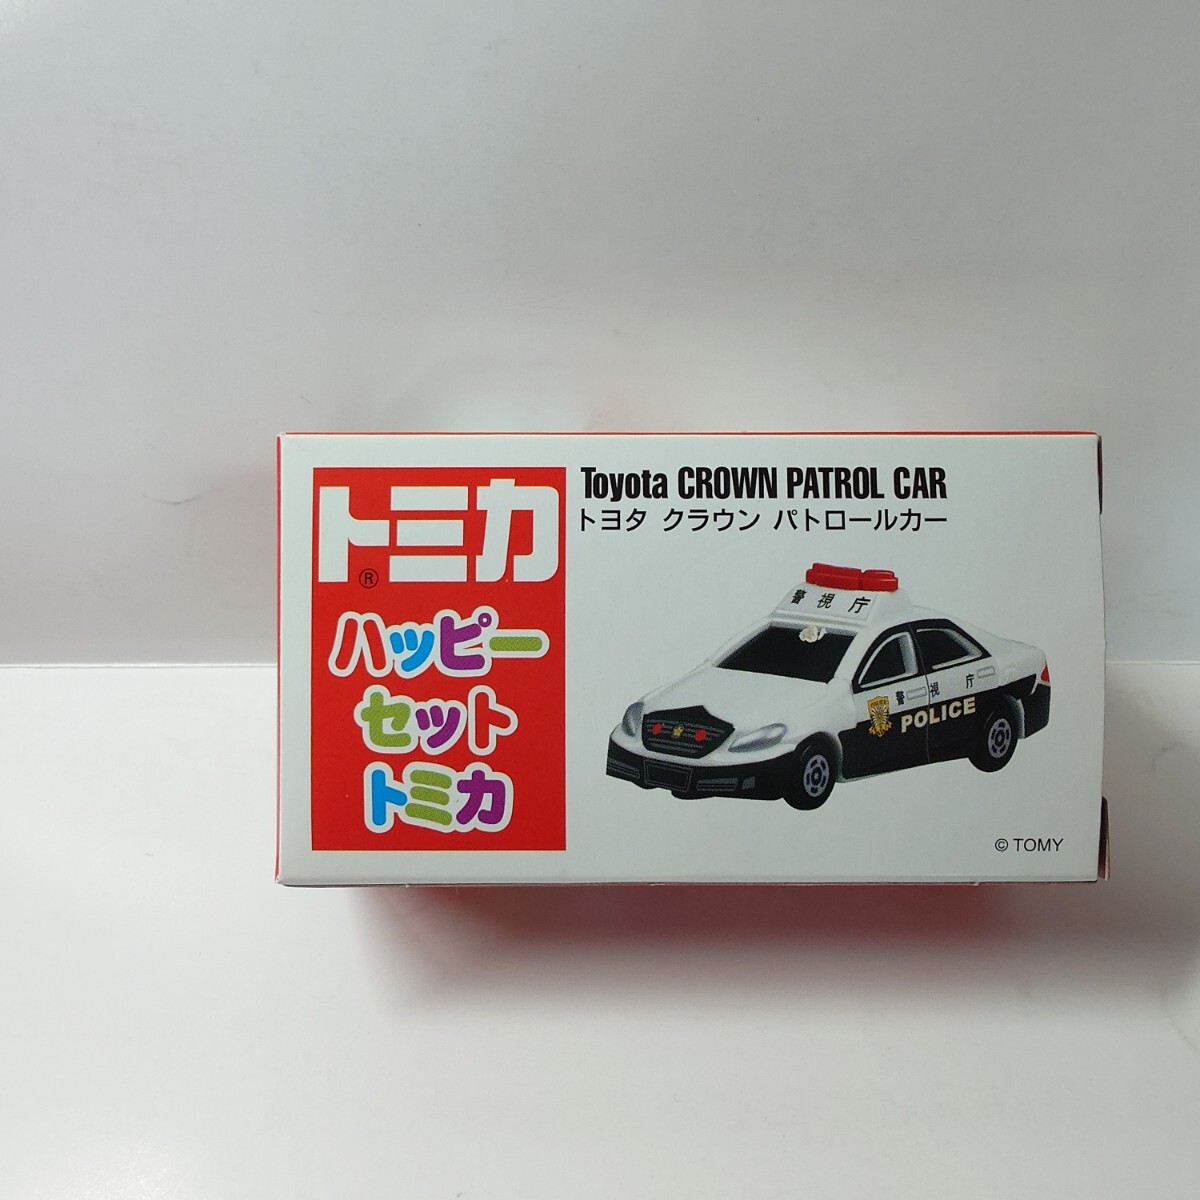 トミカ
®
ハッピー
セット
トミカ
Toyota CROWN PATROL CAR
トヨタ クラウン パトロールカー
警視庁
警視庁
POLICE
© TOMY